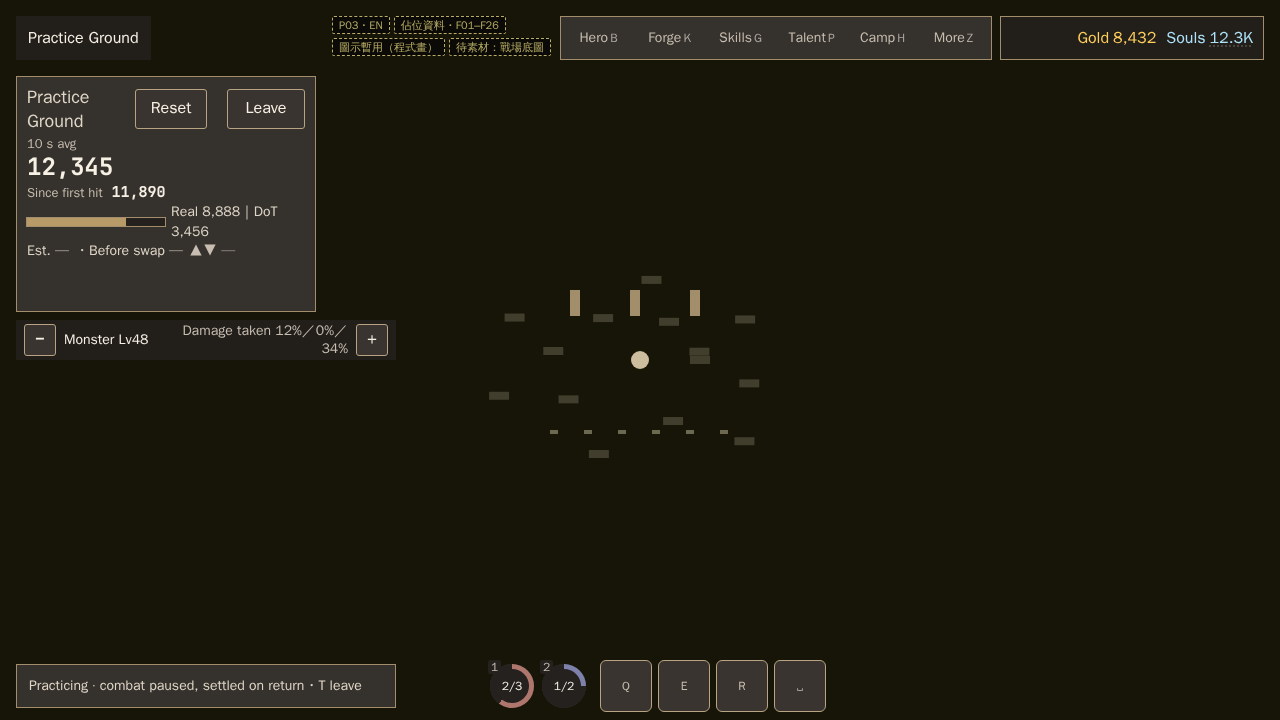 Practice Ground
P03・EN 佔位資料・F01–F26
圖示暫用（程式畫） 待素材：戰場底圖
Hero B Forge K Skills G Talent P Camp H More Z
Gold 8,432 Souls 12.3K
Practice
Ground
Reset Leave
10 s avg
12,345
Since first hit 11,890
Real 8,888 | DoT
3,456
Est. — ・Before swap — ▲▼ —
− Monster Lv48 Damage taken 12%／0%／
34% +
Practicing · combat paused, settled on return・T leave
1 2/3 2 1/2 Q E R ⎵